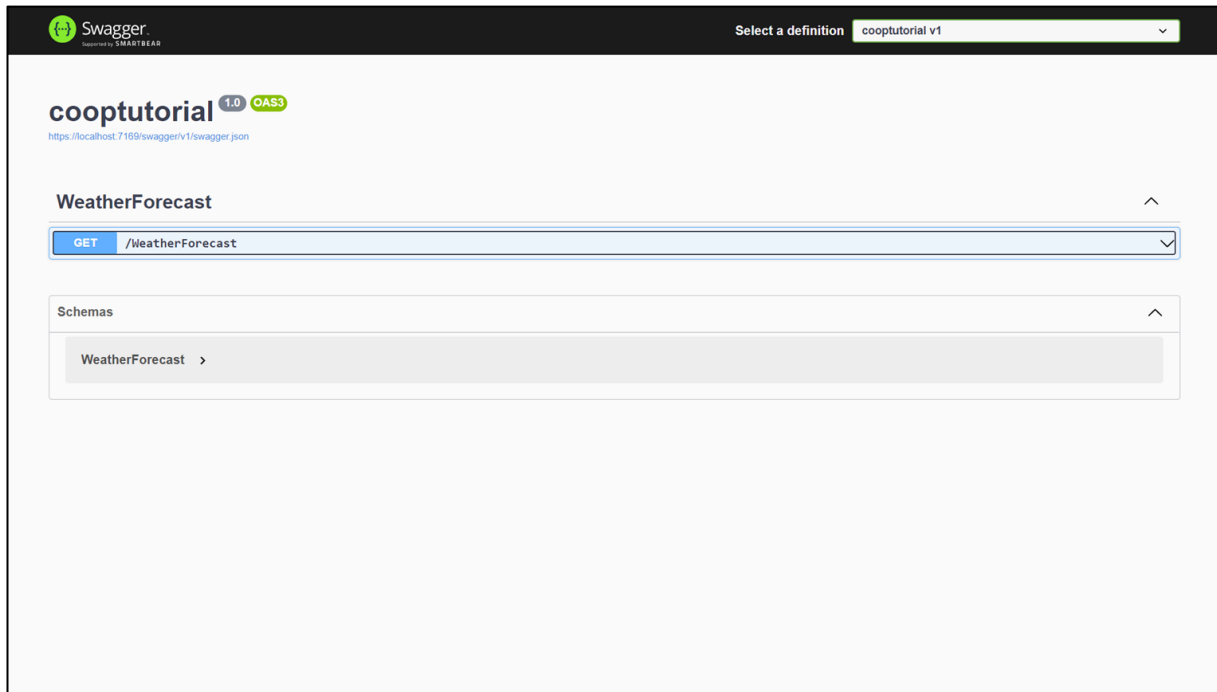 {··} Swagger.
Supported by SMARTBEAR
Select a definition
cooptutorial v1
cooptutorial 1.0 OAS3
https://localhost:7169/swagger/v1/swagger.json
WeatherForecast
GET /WeatherForecast
Schemas
WeatherForecast